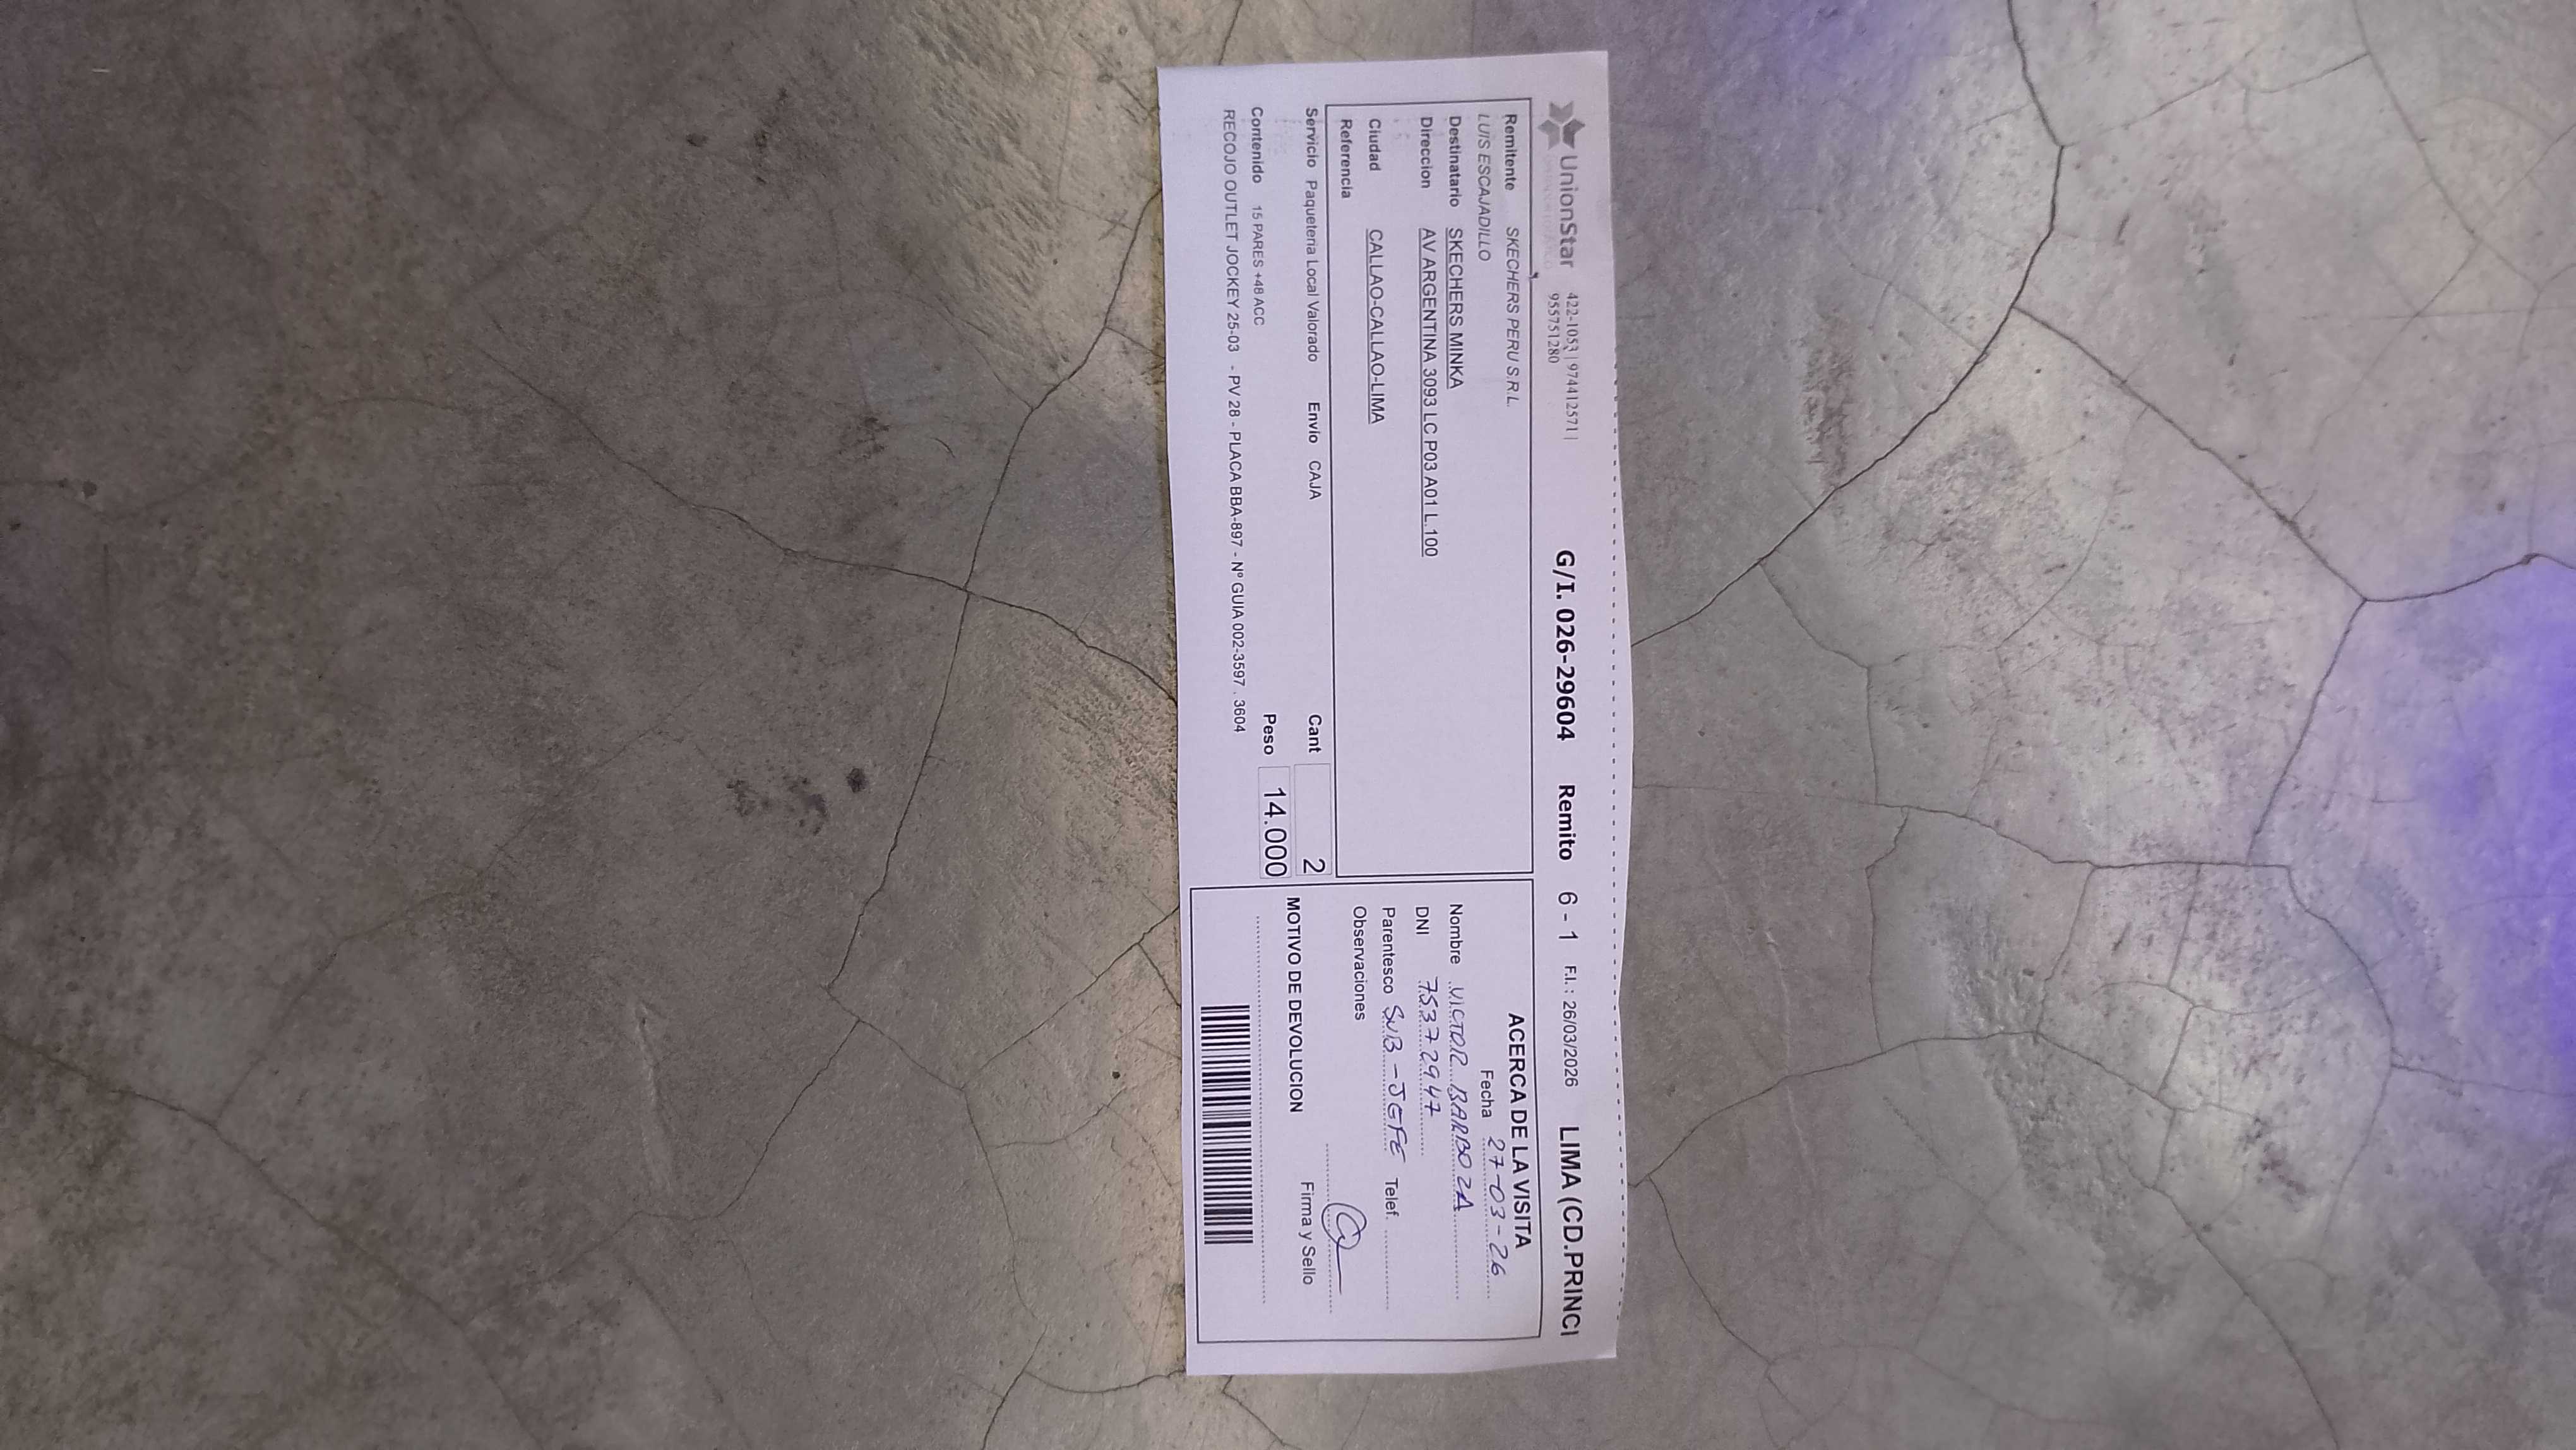 UnionStar 422-1053 | 974412571 |
955751280
G/I. 026-29604 Remito 6 - 1 F.I. : 26/03/2026 LIMA (CD.PRINCI
Remitente SKECHERS PERU S.R.L.
LUIS ESCAJADILLO
Destinatario SKECHERS MINKA
Direccion AV ARGENTINA 3093 LC P03 A01 L.100
Ciudad CALLAO-CALLAO-LIMA
Referencia
Servicio Paqueteria Local Valorado Envio CAJA Cant 2
Contenido 15 PARES +48 ACC Peso 14.000
RECOJO OUTLET JOCKEY 25-03 - PV 28 - PLACA BBA-897 - Nº GUIA 002-3597 . 3604
ACERCA DE LA VISITA
Fecha 27-03-26
Nombre VICTOR BARBOZA
DNI 75372947
Parentesco SUB-JEFE Telef.
Observaciones
Firma y Sello
MOTIVO DE DEVOLUCION